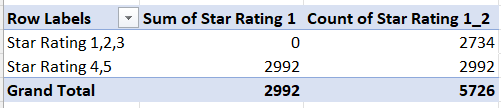 Row Labels Sum of Star Rating 1 Count of Star Rating 1_2
Star Rating 1,2,3 0 2734
Star Rating 4,5 2992 2992
Grand Total 2992 5726